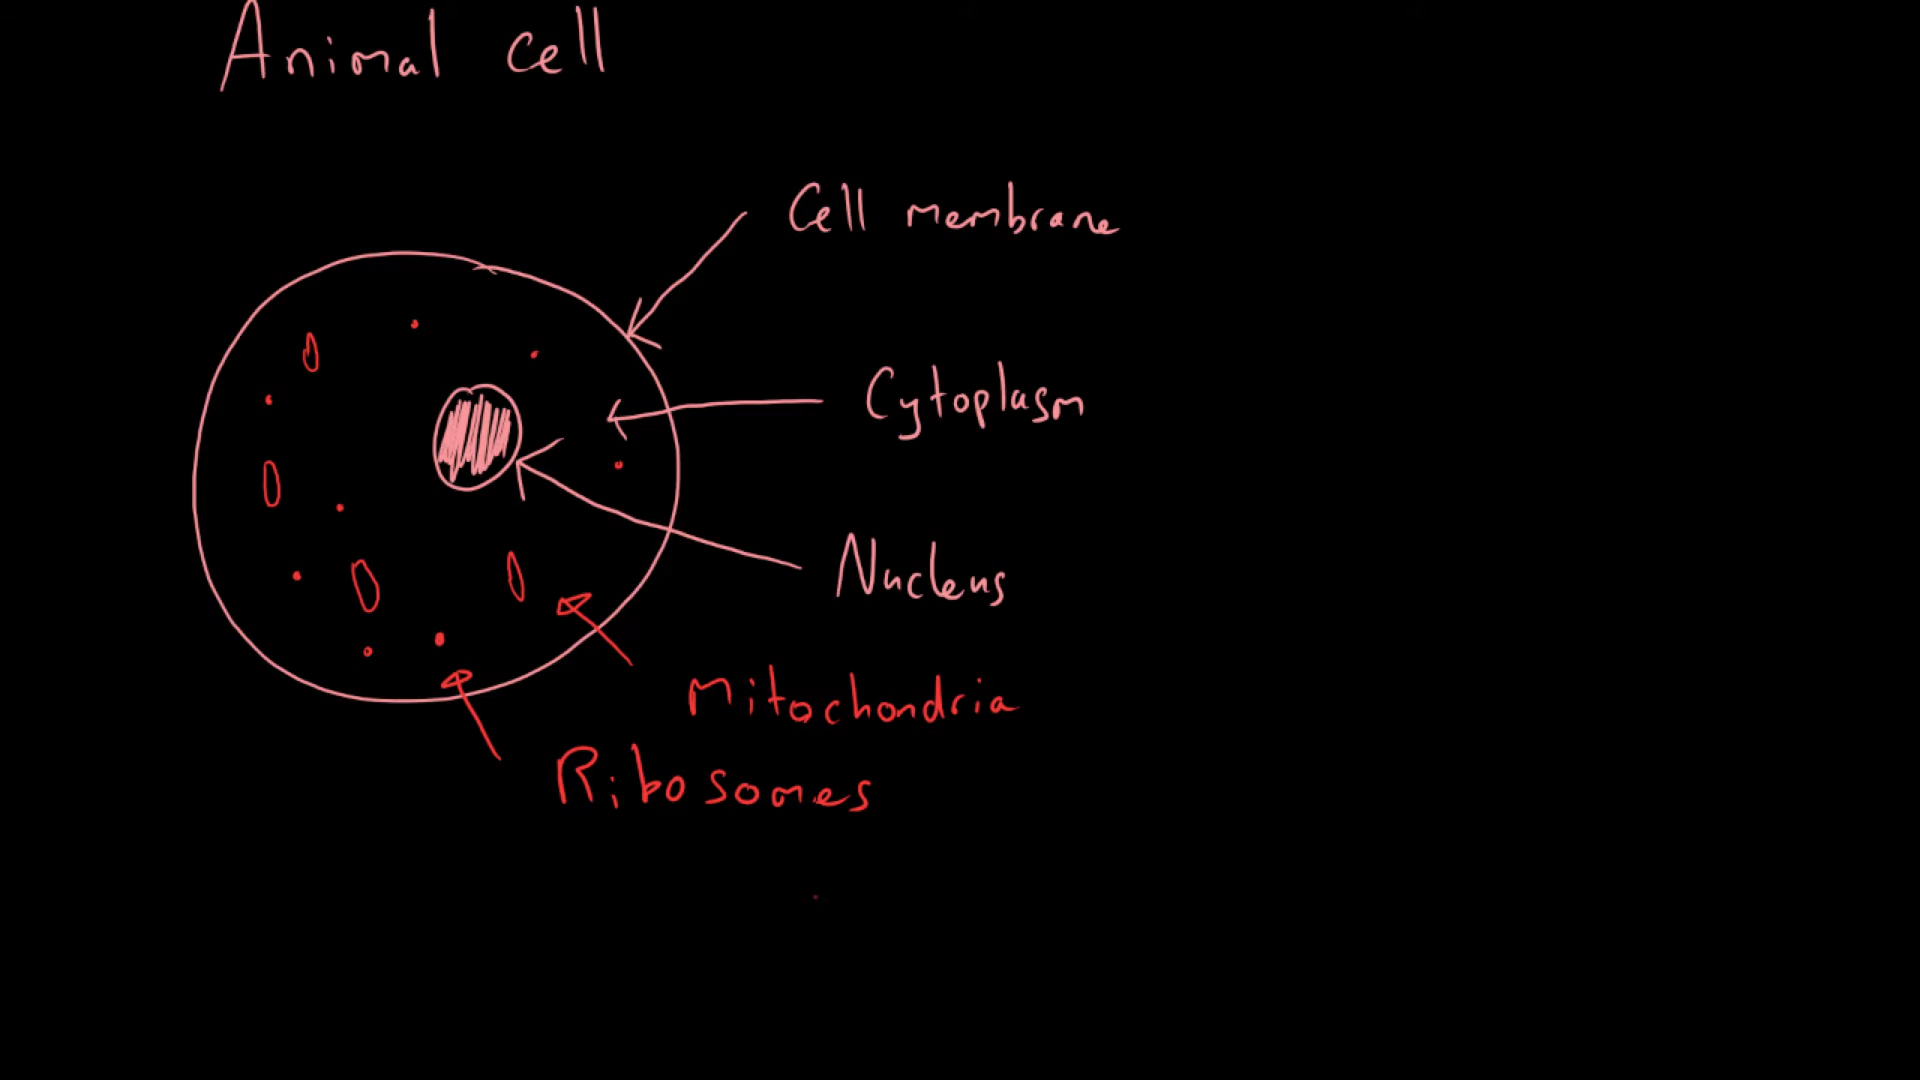 Animal cell
Cell membrane
Cytoplasm
Nucleus
Mitochondria
Ribosomes